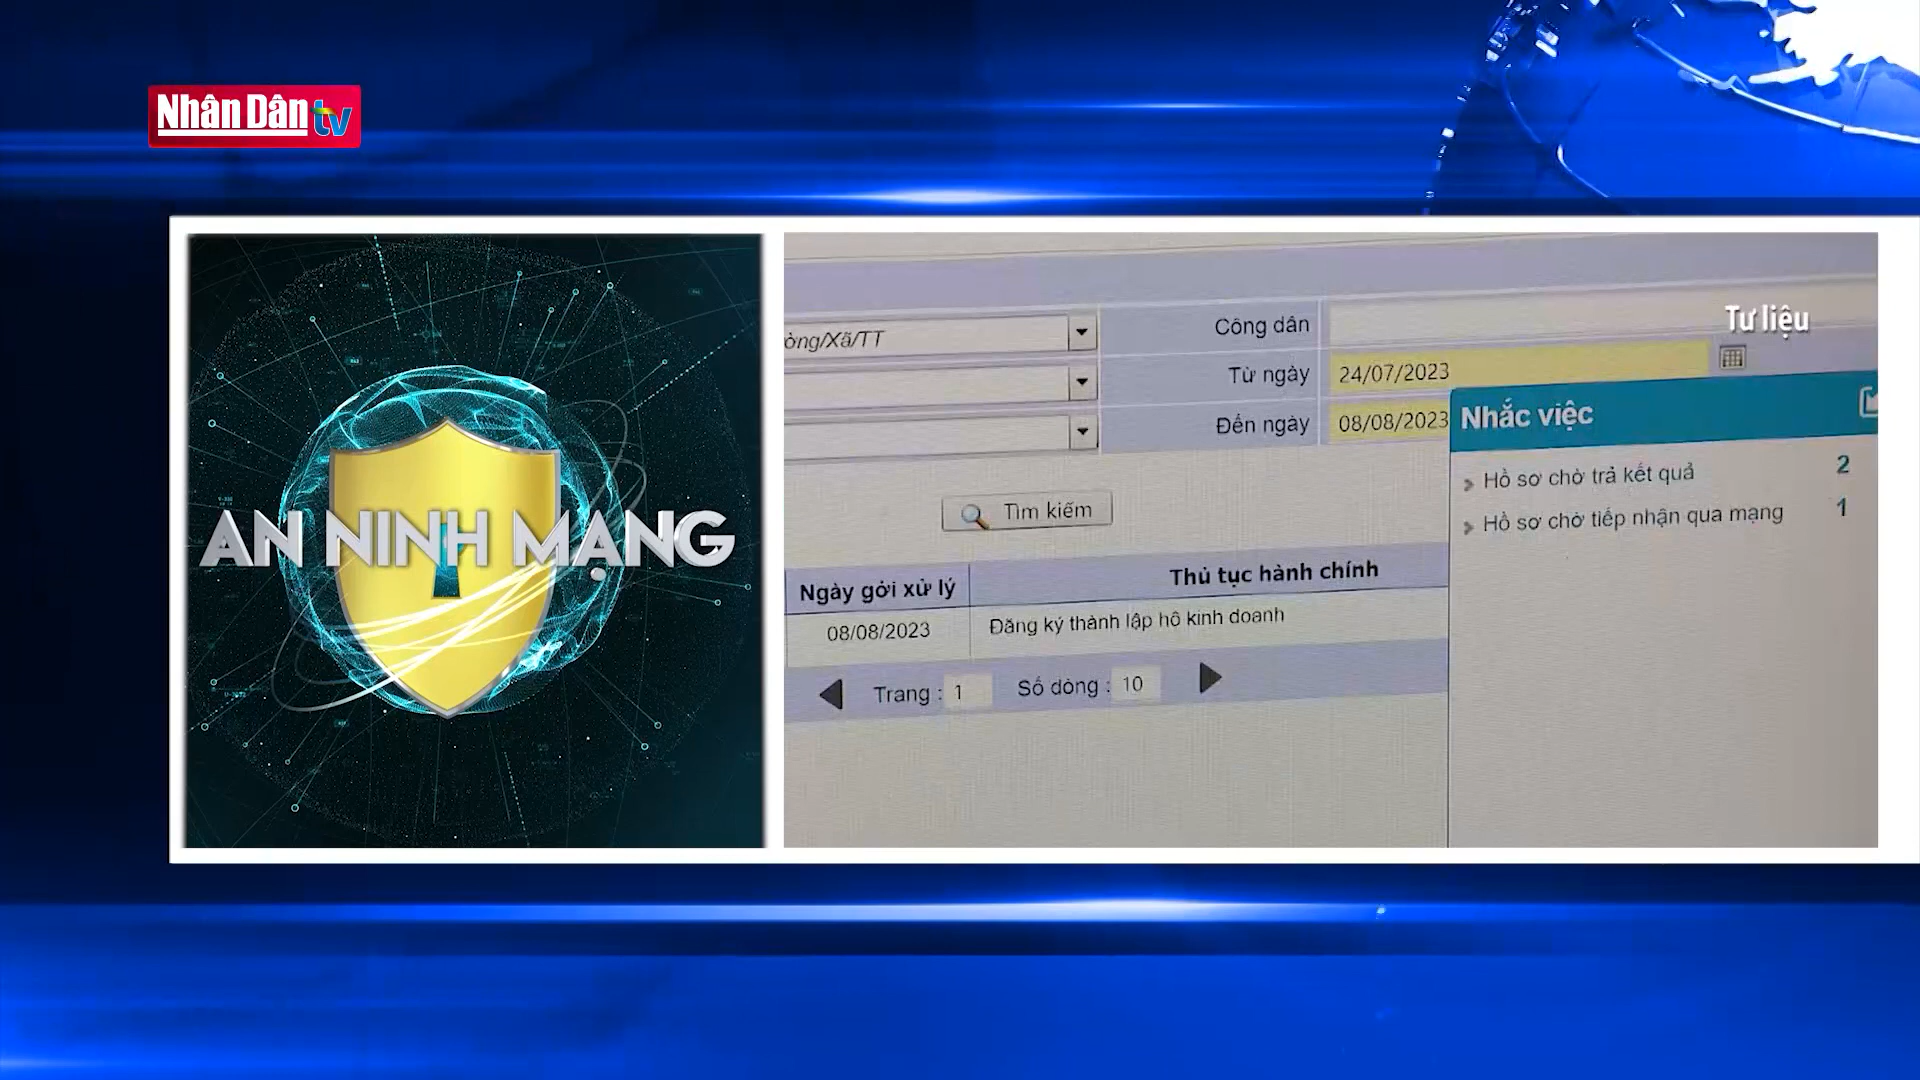 Nhân Dân tv
AN NINH MẠNG
Tư liệu
Công dân
ờng/Xã/TT
Từ ngày
24/07/2023
Đến ngày
08/08/2023
Nhắc việc
Hồ sơ chờ trả kết quả
2
Hồ sơ chờ tiếp nhận qua mạng
1
Tìm kiếm
Ngày gởi xử lý
Thủ tục hành chính
08/08/2023
Đăng ký thành lập hộ kinh doanh
Trang : 1
Số dòng : 10